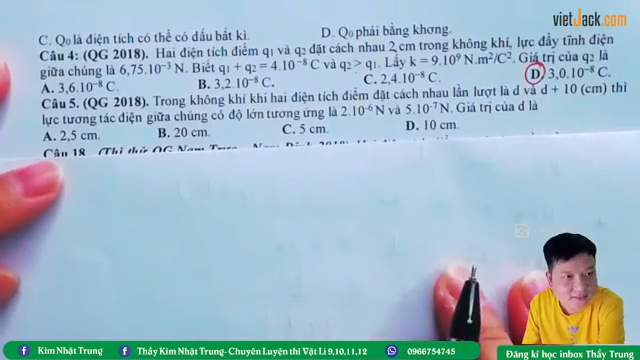 vietJack.com
C. Q₀ là điện tích có thể có dấu bất kì. D. Q₀ phải bằng không.
Câu 4: (QG 2018). Hai điện tích điểm q₁ và q₂ đặt cách nhau 2 cm trong không khí, lực đẩy tĩnh điện
giữa chúng là 6,75.10⁻³ N. Biết q₁ + q₂ = 4.10⁻⁸ C và q₂ > q₁. Lấy k = 9.10⁹ N.m²/C². Giá trị của q₂ là
A. 3,6.10⁻⁸ C. B. 3,2.10⁻⁸ C. C. 2,4.10⁻⁸ C. D. 3,0.10⁻⁸ C.
Câu 5. (QG 2018). Trong không khí khi hai điện tích điểm đặt cách nhau lần lượt là d và d + 10 (cm) thì
lực tương tác điện giữa chúng có độ lớn tương ứng là 2.10⁻⁶ N và 5.10⁻⁷ N. Giá trị của d là
A. 2,5 cm. B. 20 cm. C. 5 cm. D. 10 cm.
Câu 18. (Thi thử QG Nam Trực
Kim Nhật Trung Thầy Kim Nhật Trung- Chuyên Luyện thi Vật Lí 9,10,11,12 0966754745 Đăng kí học inbox Thầy Trung